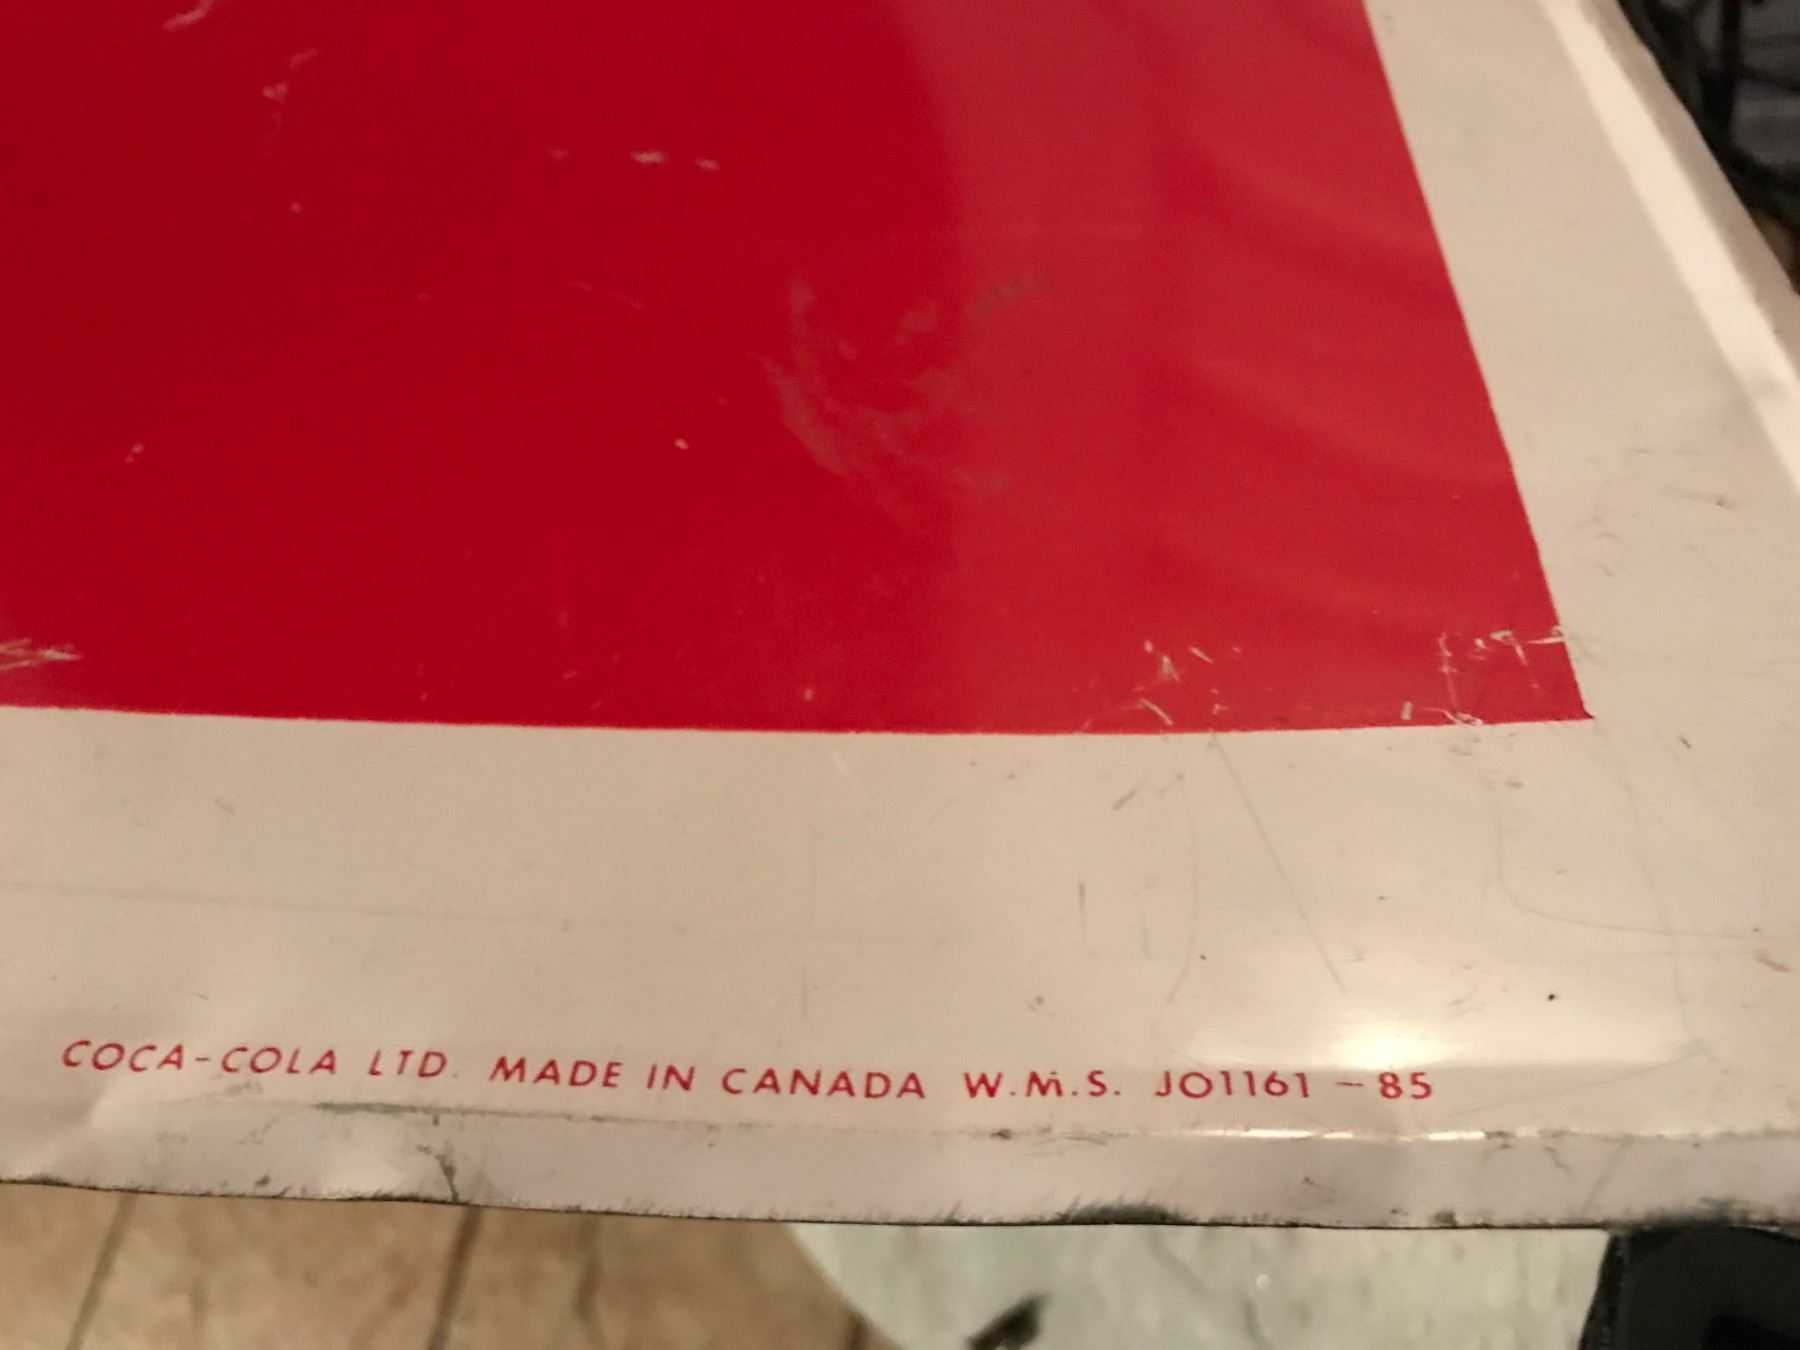 COCA-COLA LTD. MADE IN CANADA W.M.S. JO1161 - 85